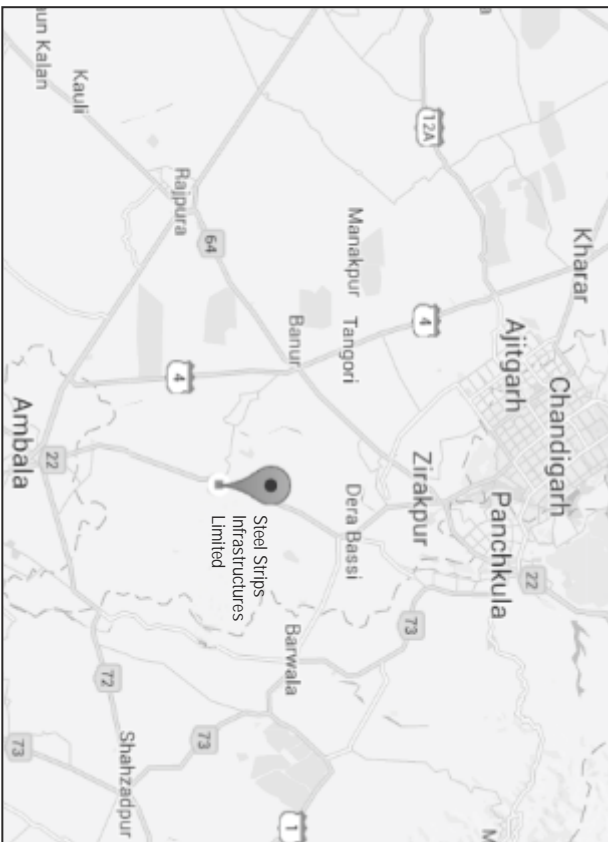 Kharar
Chandigarh
22
Ajitgarh
Panchkula
12A
4
Zirakpur
73
Manakpur Tangori
Dera Bassi
Banur
Barwala
1
Steel Strips
Infrastructures
Limited
64
73
Rajpura
4
Shahzadpur
72
Kauli
22
un Kalan
Ambala
73